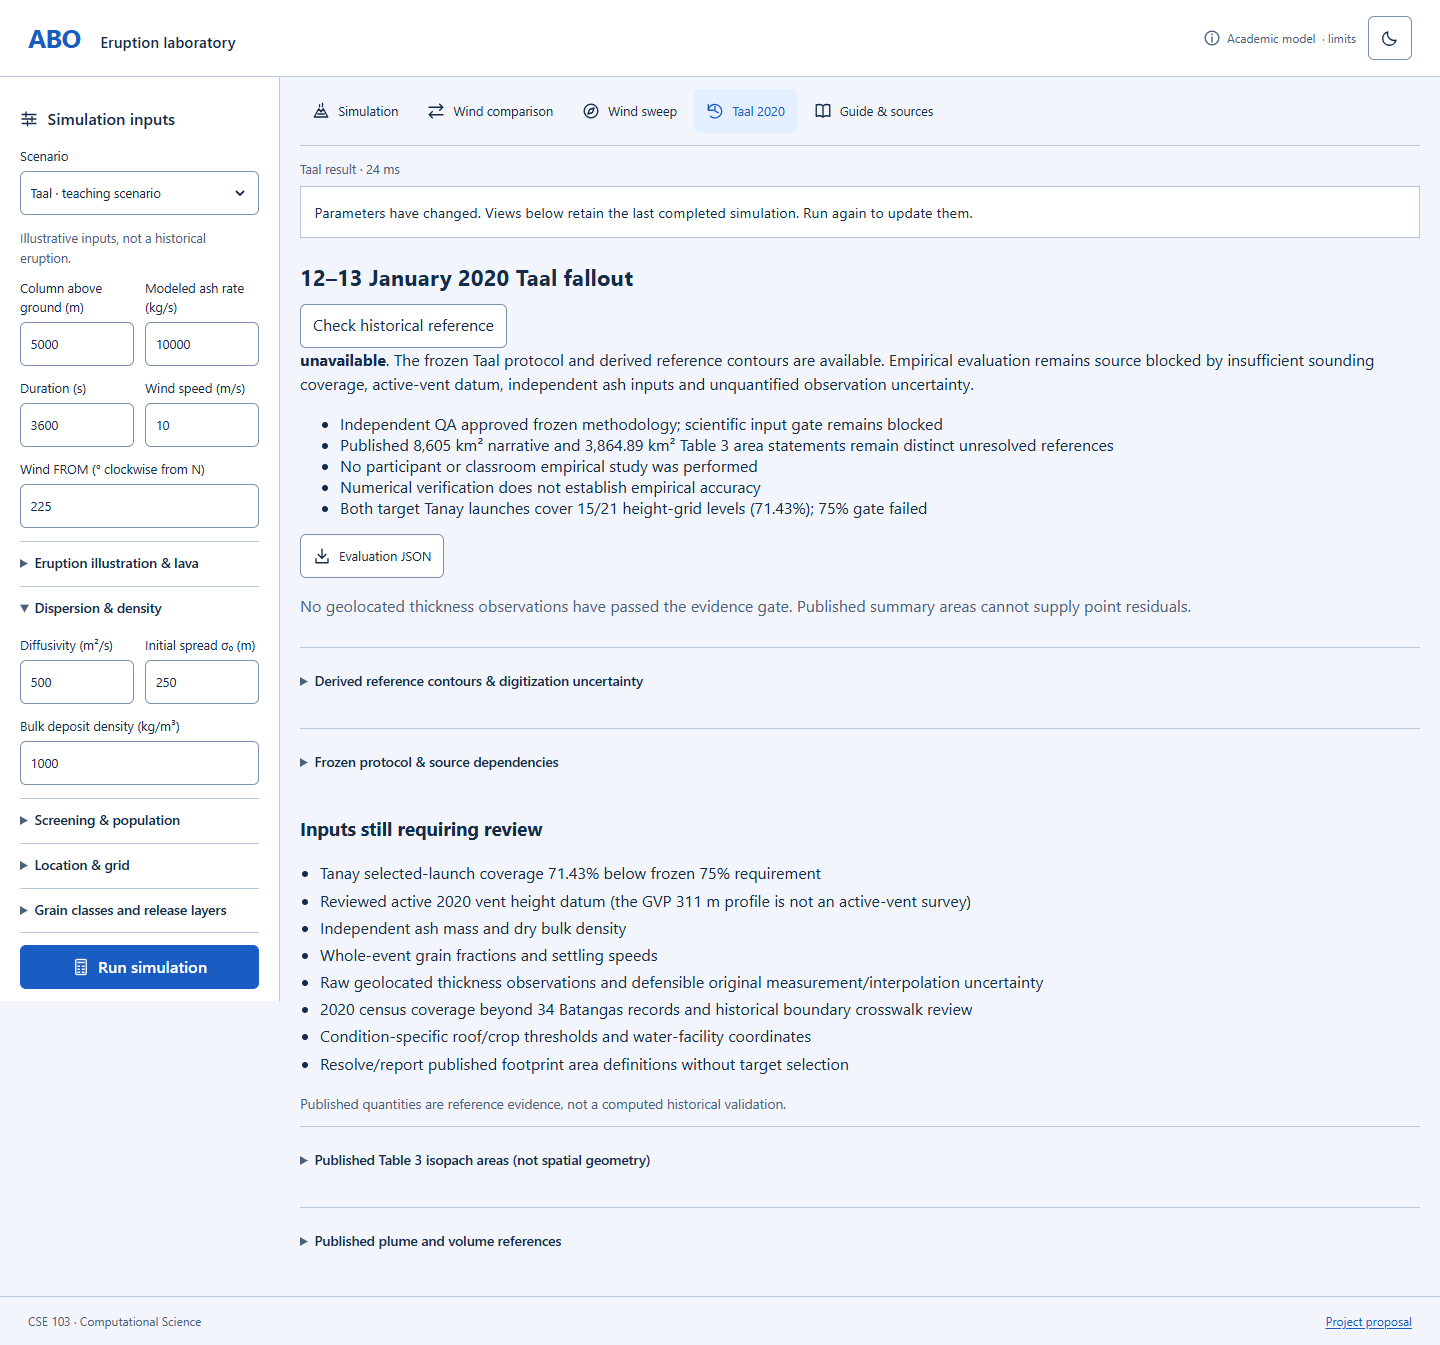 ABO Eruption laboratory
Academic model · limits
Simulation inputs
Scenario
Taal · teaching scenario
Illustrative inputs, not a historical
eruption.
Column above
ground (m)
Modeled ash rate
(kg/s)
5000
10000
Duration (s)
Wind speed (m/s)
3600
10
Wind FROM (° clockwise from N)
225
Eruption illustration & lava
Dispersion & density
Diffusivity (m²/s)
Initial spread σ₀ (m)
500
250
Bulk deposit density (kg/m³)
1000
Screening & population
Location & grid
Grain classes and release layers
Run simulation
Simulation
Wind comparison
Wind sweep
Taal 2020
Guide & sources
Taal result · 24 ms
Parameters have changed. Views below retain the last completed simulation. Run again to update them.
12–13 January 2020 Taal fallout
Check historical reference
unavailable. The frozen Taal protocol and derived reference contours are available. Empirical evaluation remains source blocked by insufficient sounding
coverage, active-vent datum, independent ash inputs and unquantified observation uncertainty.
Independent QA approved frozen methodology; scientific input gate remains blocked
Published 8,605 km² narrative and 3,864.89 km² Table 3 area statements remain distinct unresolved references
No participant or classroom empirical study was performed
Numerical verification does not establish empirical accuracy
Both target Tanay launches cover 15/21 height-grid levels (71.43%); 75% gate failed
Evaluation JSON
No geolocated thickness observations have passed the evidence gate. Published summary areas cannot supply point residuals.
Derived reference contours & digitization uncertainty
Frozen protocol & source dependencies
Inputs still requiring review
Tanay selected-launch coverage 71.43% below frozen 75% requirement
Reviewed active 2020 vent height datum (the GVP 311 m profile is not an active-vent survey)
Independent ash mass and dry bulk density
Whole-event grain fractions and settling speeds
Raw geolocated thickness observations and defensible original measurement/interpolation uncertainty
2020 census coverage beyond 34 Batangas records and historical boundary crosswalk review
Condition-specific roof/crop thresholds and water-facility coordinates
Resolve/report published footprint area definitions without target selection
Published quantities are reference evidence, not a computed historical validation.
Published Table 3 isopach areas (not spatial geometry)
Published plume and volume references
CSE 103 · Computational Science
Project proposal